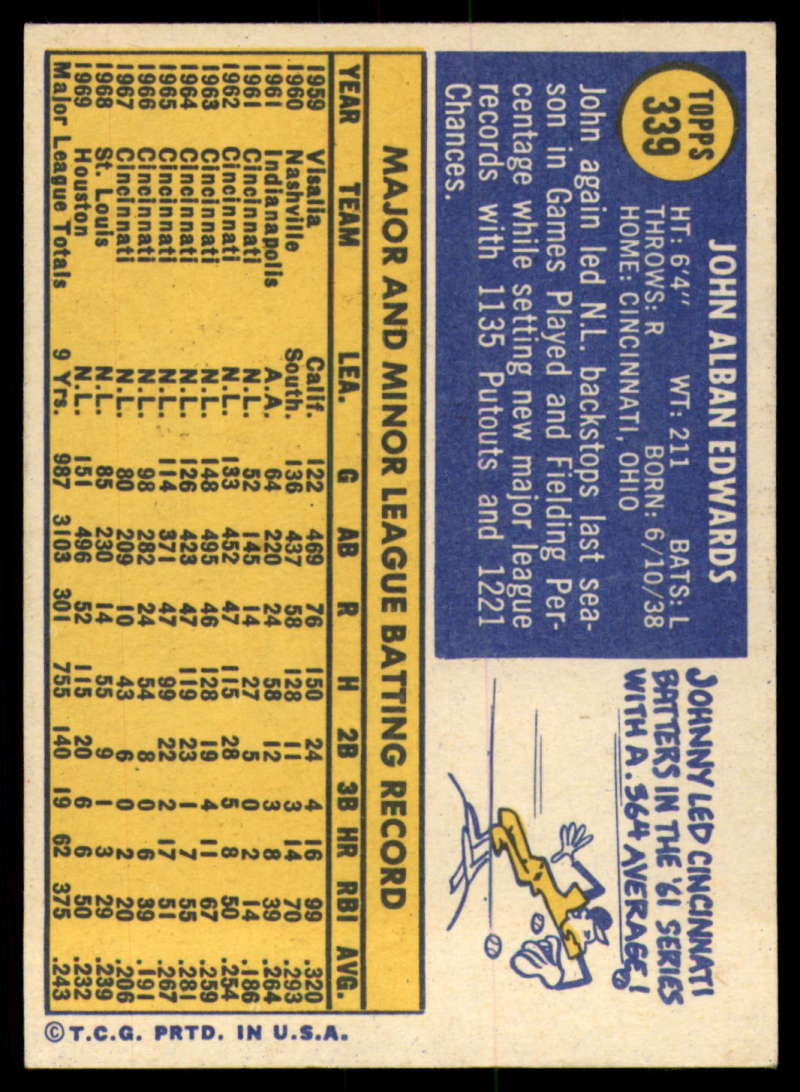 TOPPS
339
JOHN ALBAN EDWARDS
HT: 6'4" WT: 211 BATS: L
THROWS: R BORN: 6/10/38
HOME: CINCINNATI, OHIO
John again led N.L. backstops last sea-
son in Games Played and Fielding Per-
centage while setting new major league
records with 1135 Putouts and 1221
Chances.
JOHNNY LED CINCINNATI
BATTERS IN THE '61 SERIES
WITH A .364 AVERAGE!
MAJOR AND MINOR LEAGUE BATTING RECORD
YEAR TEAM LEA. G AB R H 2B 3B HR RBI AVG.
1959 Visalia Calif. 122 469 76 150 24 4 16 99 .320
1960 Nashville South. 136 437 58 128 11 3 14 70 .293
1961 Indianapolis A.A. 64 220 24 58 12 3 8 39 .264
1961 Cincinnati N.L. 52 145 14 27 5 0 2 14 .186
1962 Cincinnati N.L. 133 452 47 115 28 5 8 50 .254
1963 Cincinnati N.L. 148 495 46 128 19 4 11 67 .259
1964 Cincinnati N.L. 126 423 47 119 23 1 7 55 .281
1965 Cincinnati N.L. 114 371 47 99 22 2 17 51 .267
1966 Cincinnati N.L. 98 282 24 54 8 0 6 39 .191
1967 Cincinnati N.L. 80 209 10 43 6 0 2 20 .206
1968 St. Louis N.L. 85 230 14 55 9 1 3 29 .239
1969 Houston N.L. 151 496 52 115 20 6 6 50 .232
Major League Totals 9 Yrs. 987 3103 301 755 140 19 62 375 .243
© T.C.G. PRTD. IN U.S.A.